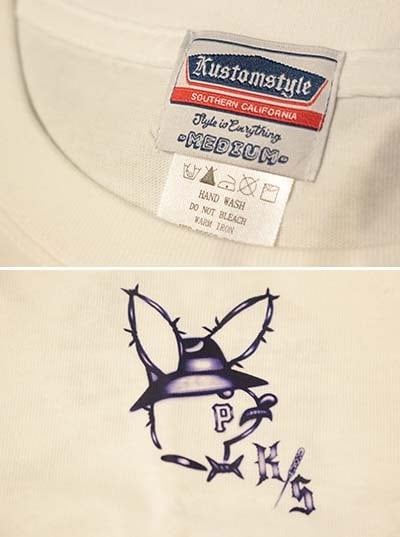 Kustomstyle
SOUTHERN CALIFORNIA
Style is Everything
MEDIUM
HAND WASH
DO NOT BLEACH
WARM IRON
P
K/S